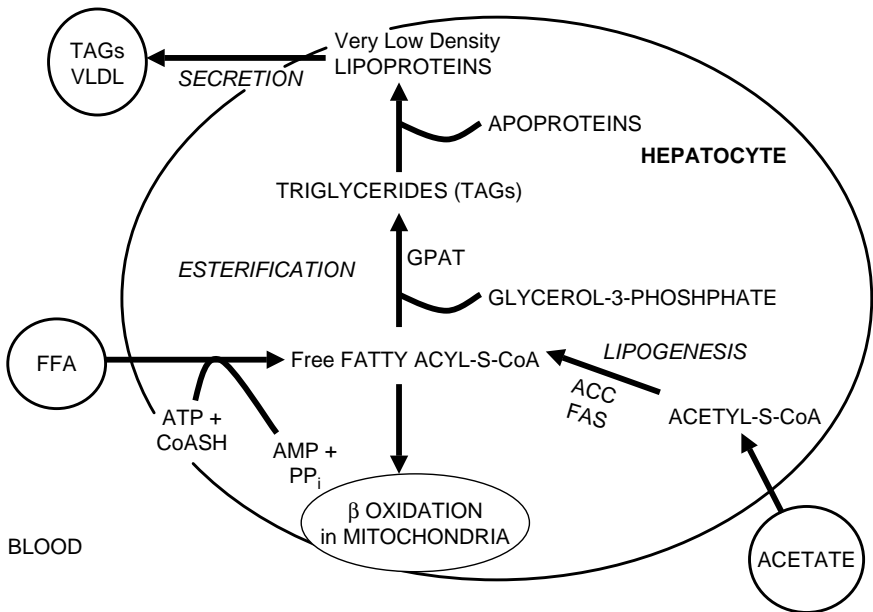 TAGs
VLDL
SECRETION
Very Low Density
LIPOPROTEINS
APOPROTEINS
HEPATOCYTE
TRIGLYCERIDES (TAGs)
ESTERIFICATION
GPAT
GLYCEROL-3-PHOSHPHATE
FFA
Free FATTY ACYL-S-CoA
LIPOGENESIS
ACC
FAS
ACETYL-S-CoA
ATP +
CoASH
AMP +
PPi
β OXIDATION
in MITOCHONDRIA
BLOOD
ACETATE